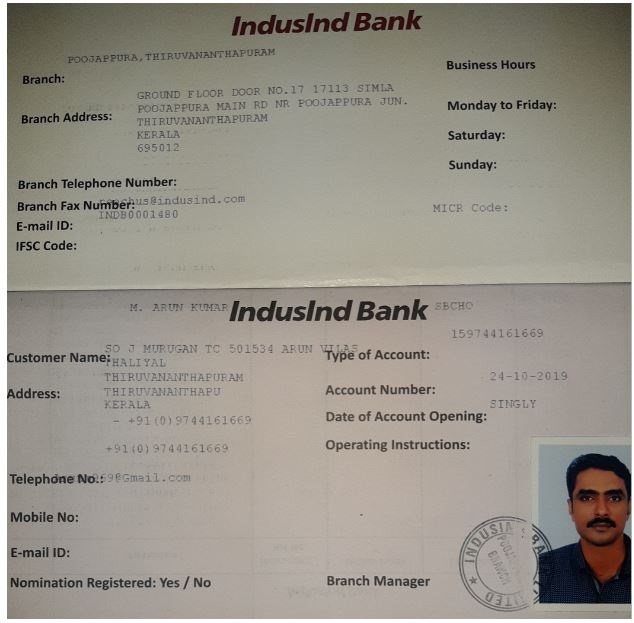 IndusInd Bank
POOJAPPURA, THIRUVANANTHAPURAM
Branch:
Business Hours
GROUND FLOOR DOOR NO.17 17113 SIMLA
Branch Address: POOJAPPURA MAIN RD NR POOJAPPURA JUN.
Monday to Friday:
THIRUVANANTHAPURAM
KERALA
Saturday:
695012
Sunday:
Branch Telephone Number:
Branch Fax Number: @indusind.com
INDB0001480
MICR Code:
E-mail ID:
IFSC Code:
M. ARUN KUMAR
IndusInd Bank
SBCHO
159744161669
SO J MURUGAN TC 501534 ARUN VILAS
Customer Name:
Type of Account:
THALIYAL
THIRUVANANTHAPURAM
24-10-2019
Address: THIRUVANANTHAPU
Account Number:
KERALA
SINGLY
- +91(0)9744161669
Date of Account Opening:
+91(0)9744161669
Operating Instructions:
Telephone No.: @Gmail.com
Mobile No:
E-mail ID:
Nomination Registered: Yes / No
Branch Manager
INDUSIND BANK LIMITED
BRANCH